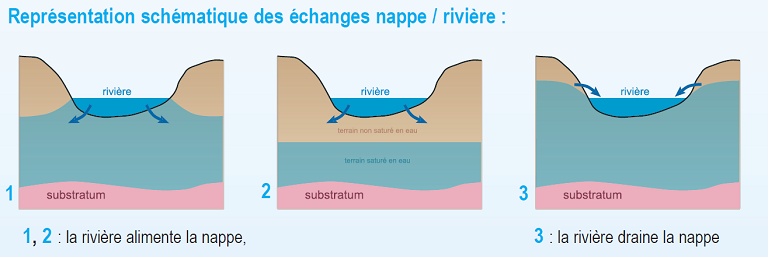 Représentation schématique des échanges nappe / rivière :
rivière
1
substratum
rivière
terrain non saturé en eau
terrain saturé en eau
2
substratum
rivière
3
substratum
1, 2 : la rivière alimente la nappe,
3 : la rivière draine la nappe